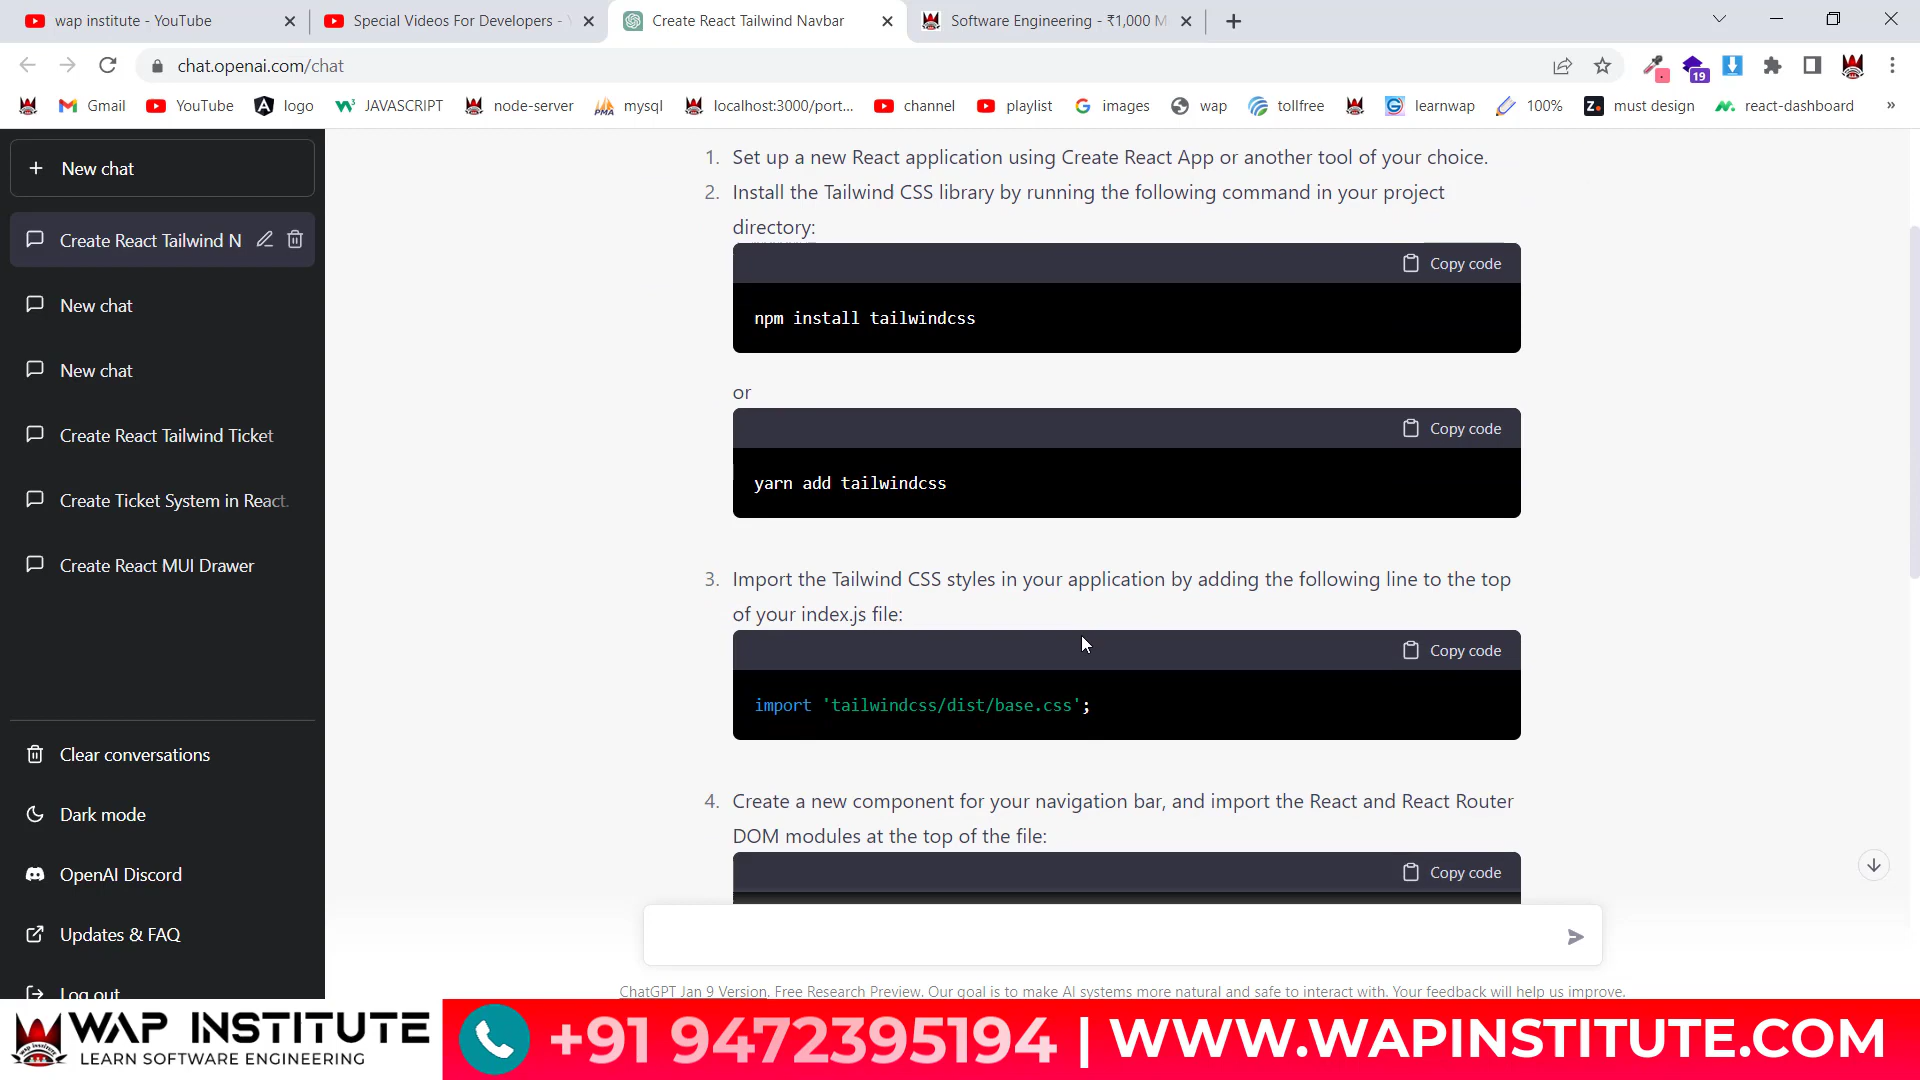 wap institute - YouTube
Special Videos For Developers -
Create React Tailwind Navbar
Software Engineering - ₹1,000 M
chat.openai.com/chat
19
Gmail
YouTube
logo
JAVASCRIPT
node-server
mysql
localhost:3000/port...
channel
playlist
images
wap
tollfree
learnwap
100%
must design
react-dashboard
»
New chat
Create React Tailwind N
New chat
New chat
Create React Tailwind Ticket
Create Ticket System in React.
Create React MUI Drawer
Clear conversations
Dark mode
OpenAI Discord
Updates & FAQ
Log out
1. Set up a new React application using Create React App or another tool of your choice.
2. Install the Tailwind CSS library by running the following command in your project
directory:
Copy code
npm install tailwindcss
or
Copy code
yarn add tailwindcss
3. Import the Tailwind CSS styles in your application by adding the following line to the top
of your index.js file:
Copy code
import 'tailwindcss/dist/base.css';
4. Create a new component for your navigation bar, and import the React and React Router
DOM modules at the top of the file:
Copy code
ChatGPT Jan 9 Version. Free Research Preview. Our goal is to make AI systems more natural and safe to interact with. Your feedback will help us improve.
WAP INSTITUTE
LEARN SOFTWARE ENGINEERING
+91 9472395194 | WWW.WAPINSTITUTE.COM